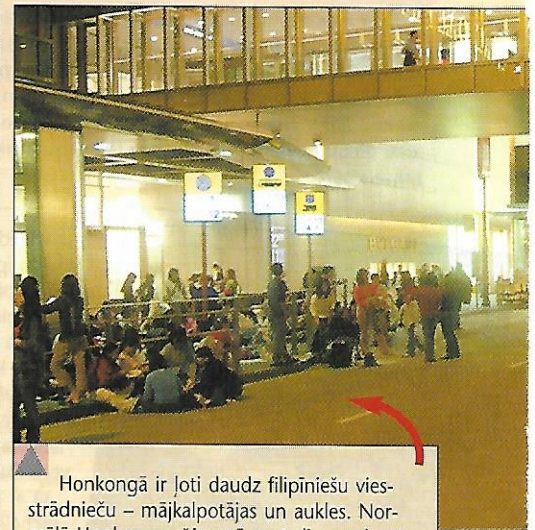 Honkongā ir ļoti daudz filipīniešu vies-
strādnieču – mājkalpotājas un aukles. Nor-